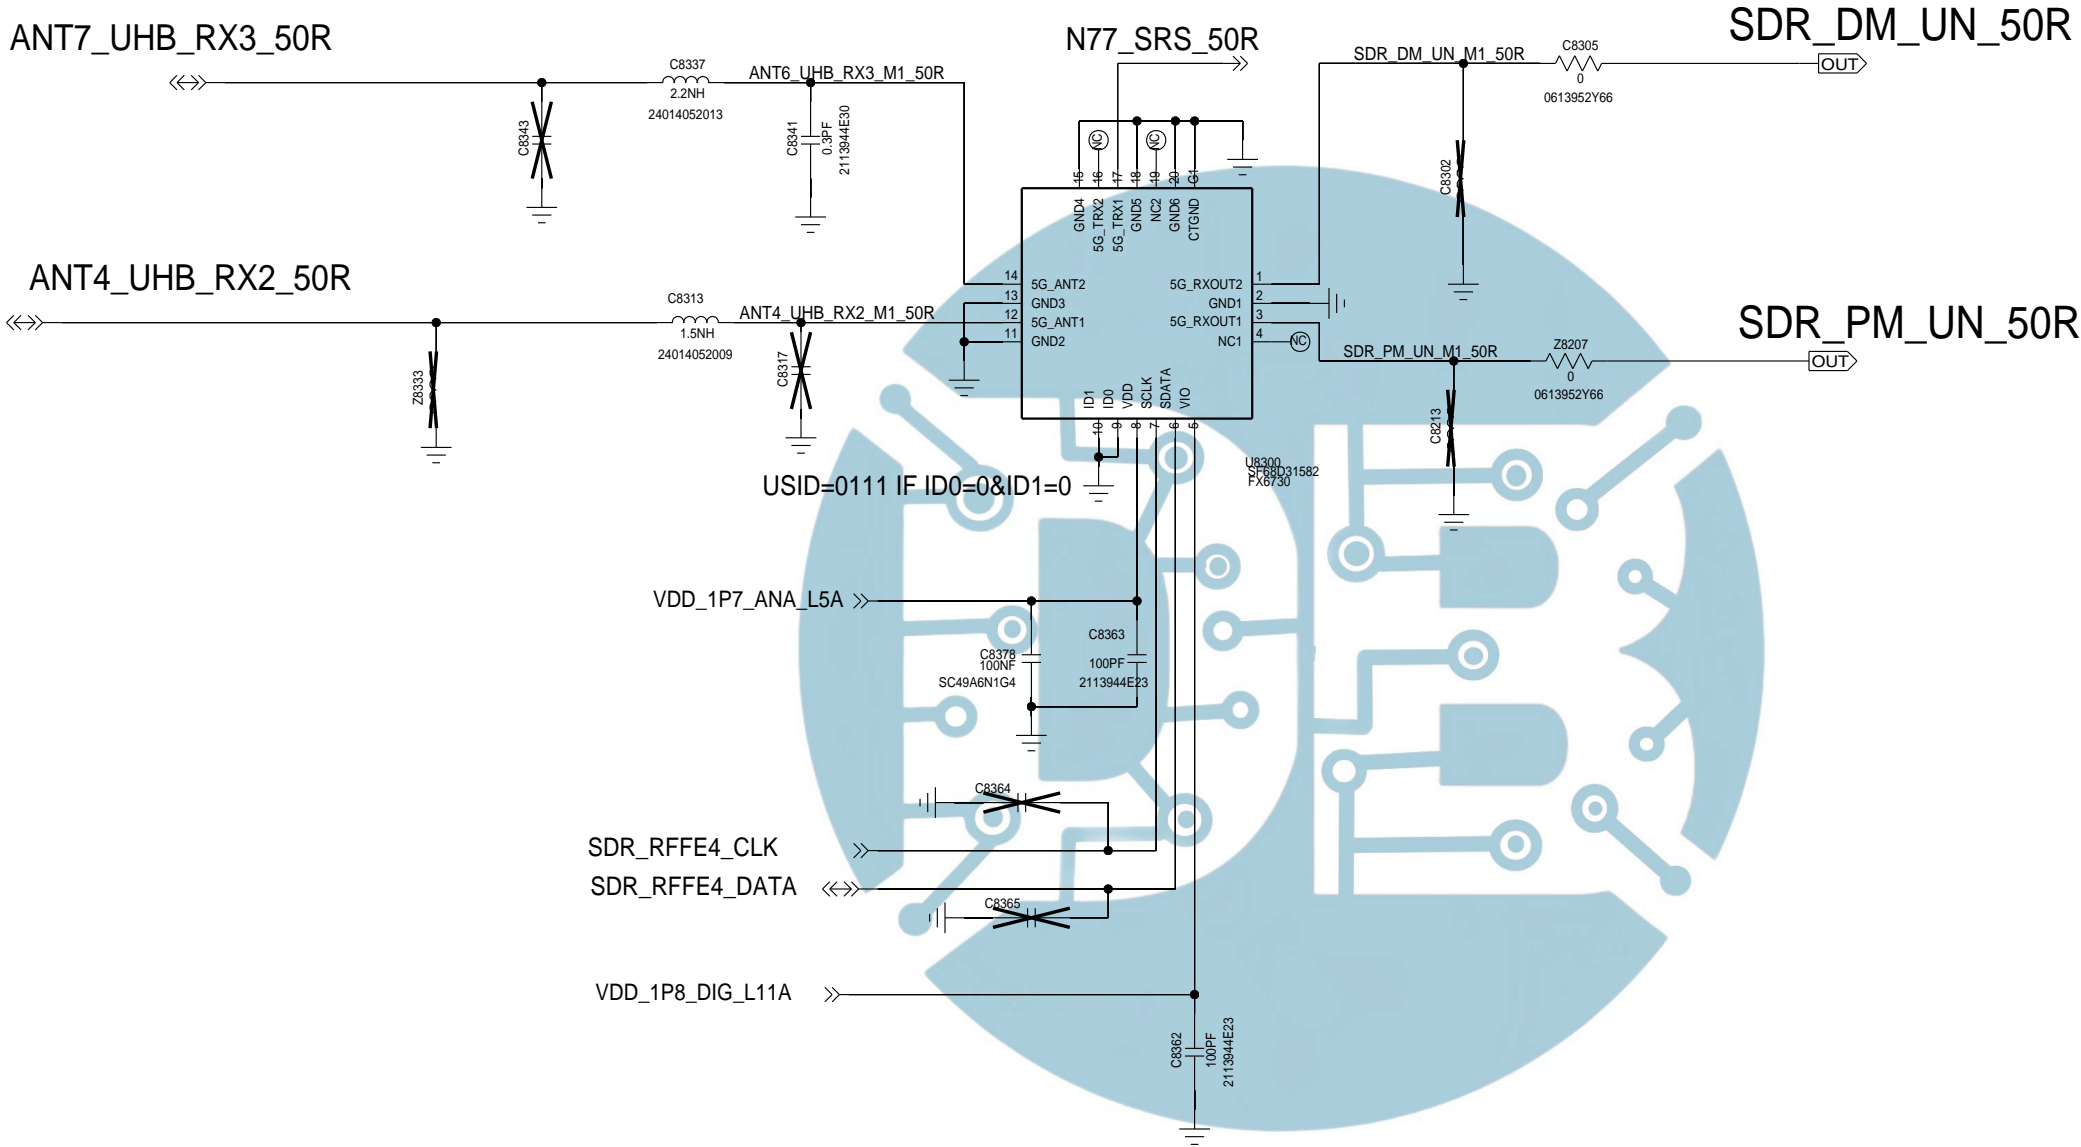 ANT7_UHB_RX3_50R
C8337
2.2NH
24014052013
ANT6_UHB_RX3_M1_50R
C8343
C8341
0.3PF
2113944E30
N77_SRS_50R
SDR_DM_UN_50R
SDR_DM_UN_M1_50R
C8305
0
0613952Y66
OUT
C8302
ANT4_UHB_RX2_50R
C8313
1.5NH
24014052009
ANT4_UHB_RX2_M1_50R
Z8333
C8317
NC
NC
15
16
17
18
19
20
G1
GND4
5G_TRX2
5G_TRX1
GND5
NC2
GND6
CTGND
14
5G_ANT2
13
GND3
12
5G_ANT1
11
GND2
5G_RXOUT2
1
GND1
2
5G_RXOUT1
3
NC1
4
NC
ID1
ID0
VDD
SCLK
SDATA
VIO
10
9
8
7
6
5
SDR_PM_UN_50R
SDR_PM_UN_M1_50R
Z8207
0
0613952Y66
OUT
C8213
U8300
SF68D31582
FX6730
USID=0111 IF ID0=0&ID1=0
VDD_1P7_ANA_L5A
C8378
100NF
SC49A6N1G4
C8363
100PF
2113944E23
C8364
SDR_RFFE4_CLK
SDR_RFFE4_DATA
C8365
VDD_1P8_DIG_L11A
C8362
100PF
2113944E23